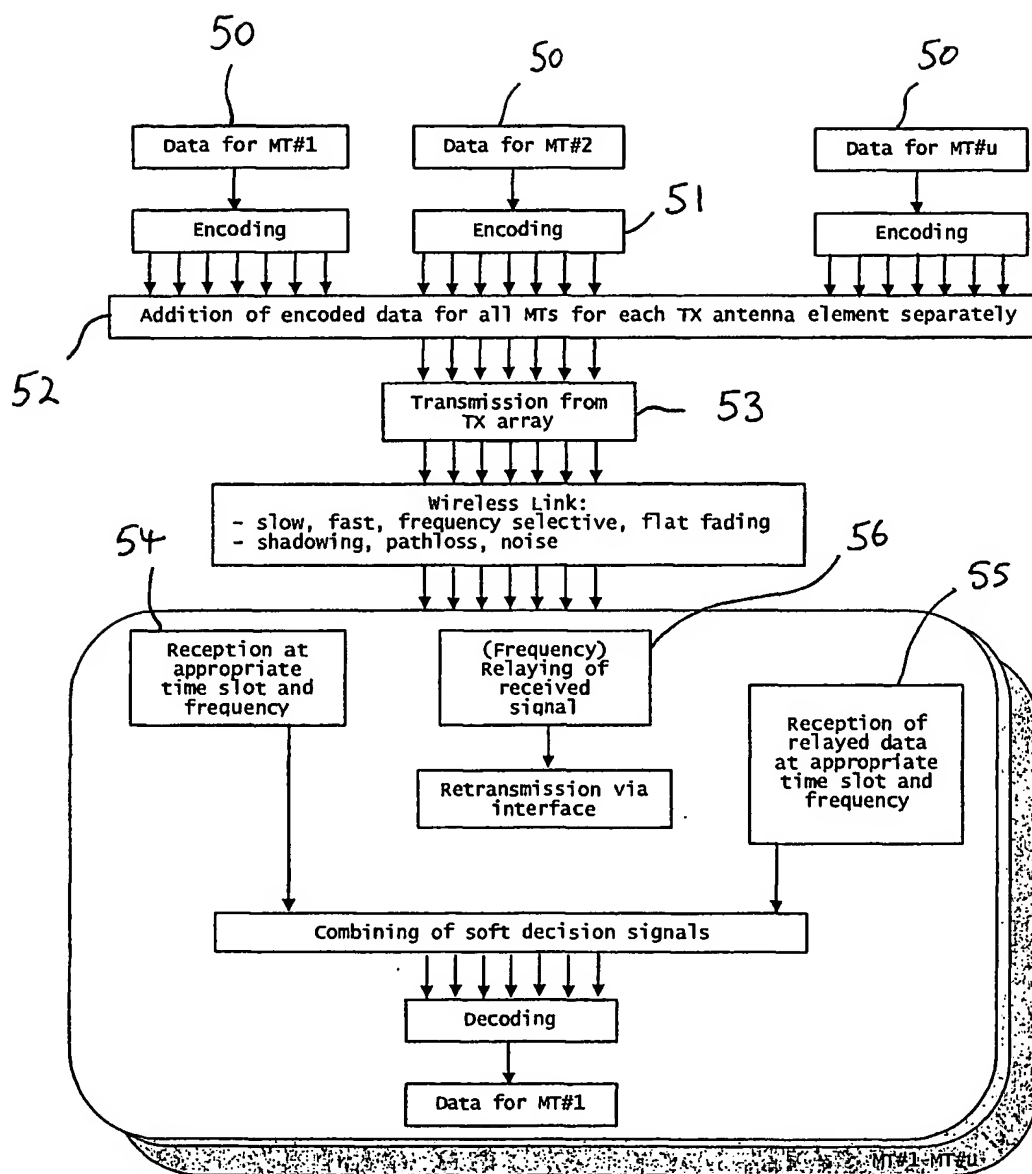 50
50
50
Data for MT#1
Data for MT#2
Data for MT#u
51
Encoding
Encoding
Encoding
Addition of encoded data for all MTs for each TX antenna element separately
52
Transmission from
TX array
53
Wireless Link:
- slow, fast, frequency selective, flat fading
- shadowing, pathloss, noise
54
56
55
Reception at
appropriate
time slot and
frequency
(Frequency)
Relaying of
received
signal
Reception of
relayed data
at appropriate
time slot and
frequency
Retransmission via
interface
Combining of soft decision signals
Decoding
Data for MT#1
MT#1-MT#u